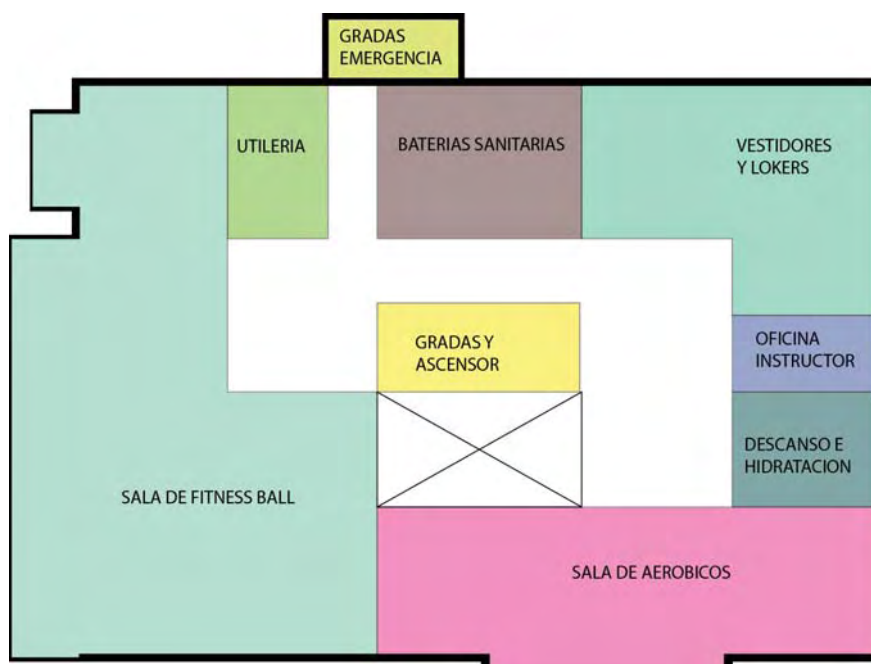 GRADAS
EMERGENCIA
UTILERIA
BATERIAS SANITARIAS
VESTIDORES
Y LOKERS
GRADAS Y
ASCENSOR
OFICINA
INSTRUCTOR
DESCANSO E
HIDRATACION
SALA DE FITNESS BALL
SALA DE AEROBICOS